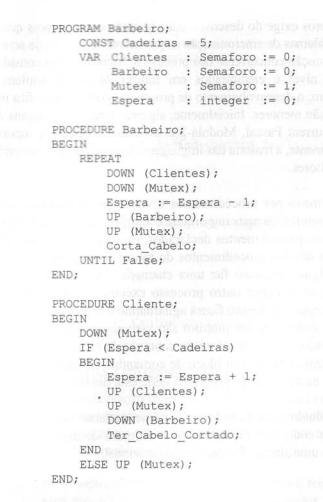 PROGRAM Barbeiro;
CONST Cadeiras = 5;
VAR Clientes : Semaforo := 0;
Barbeiro : Semaforo := 0;
Mutex : Semaforo := 1;
Espera : integer := 0;
PROCEDURE Barbeiro;
BEGIN
REPEAT
DOWN (Clientes);
DOWN (Mutex);
Espera := Espera - 1;
UP (Barbeiro);
UP (Mutex);
Corta_Cabelo;
UNTIL False;
END;
PROCEDURE Cliente;
BEGIN
DOWN (Mutex);
IF (Espera < Cadeiras)
BEGIN
Espera := Espera + 1;
UP (Clientes);
UP (Mutex);
DOWN (Barbeiro);
Ter_Cabelo_Cortado;
END
ELSE UP (Mutex);
END;